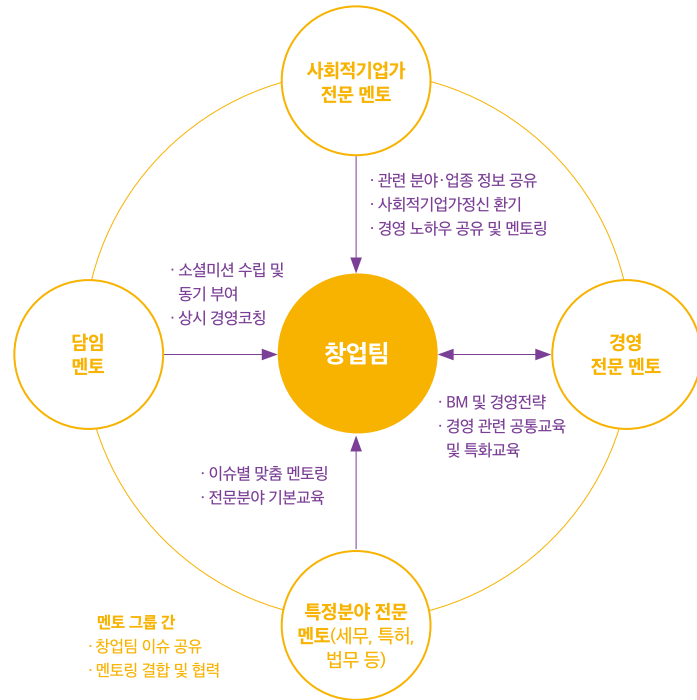 사회적기업가
전문 멘토
· 관련 분야·업종 정보 공유
· 사회적기업가정신 환기
· 경영 노하우 공유 및 멘토링
· 소셜미션 수립 및
동기 부여
· 상시 경영코칭
담임
멘토
창업팀
경영
전문 멘토
· BM 및 경영전략
· 경영 관련 공통교육
및 특화교육
· 이슈별 맞춤 멘토링
· 전문분야 기본교육
특정분야 전문
멘토(세무, 특허,
법무 등)
멘토 그룹 간
· 창업팀 이슈 공유
· 멘토링 결합 및 협력